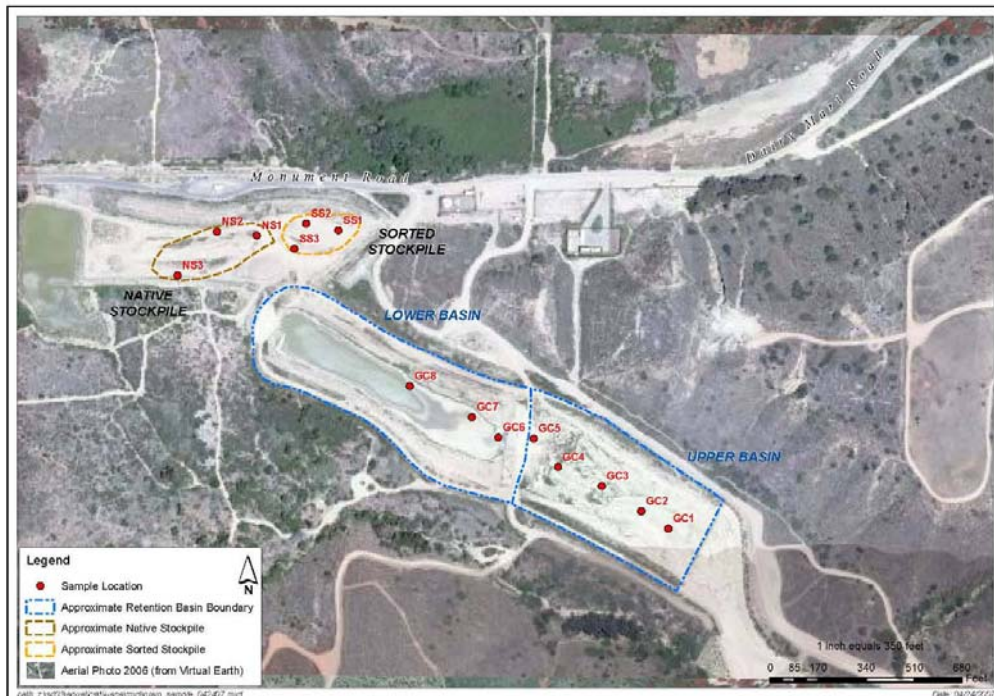 Dairy Mart Road
Monument Road
NS2
NS1
SS2
SS1
SS3
SORTED
STOCKPILE
NS3
NATIVE
STOCKPILE
LOWER BASIN
GC8
GC7
GC6
GC5
GC4
GC3
UPPER BASIN
GC2
GC1
Legend
N
Sample Location
Approximate Retention Basin Boundary
Approximate Native Stockpile
Approximate Sorted Stockpile
Aerial Photo 2006 (from Virtual Earth)
1 inch equals 350 feet
0 85 170 340 510 680
Feet